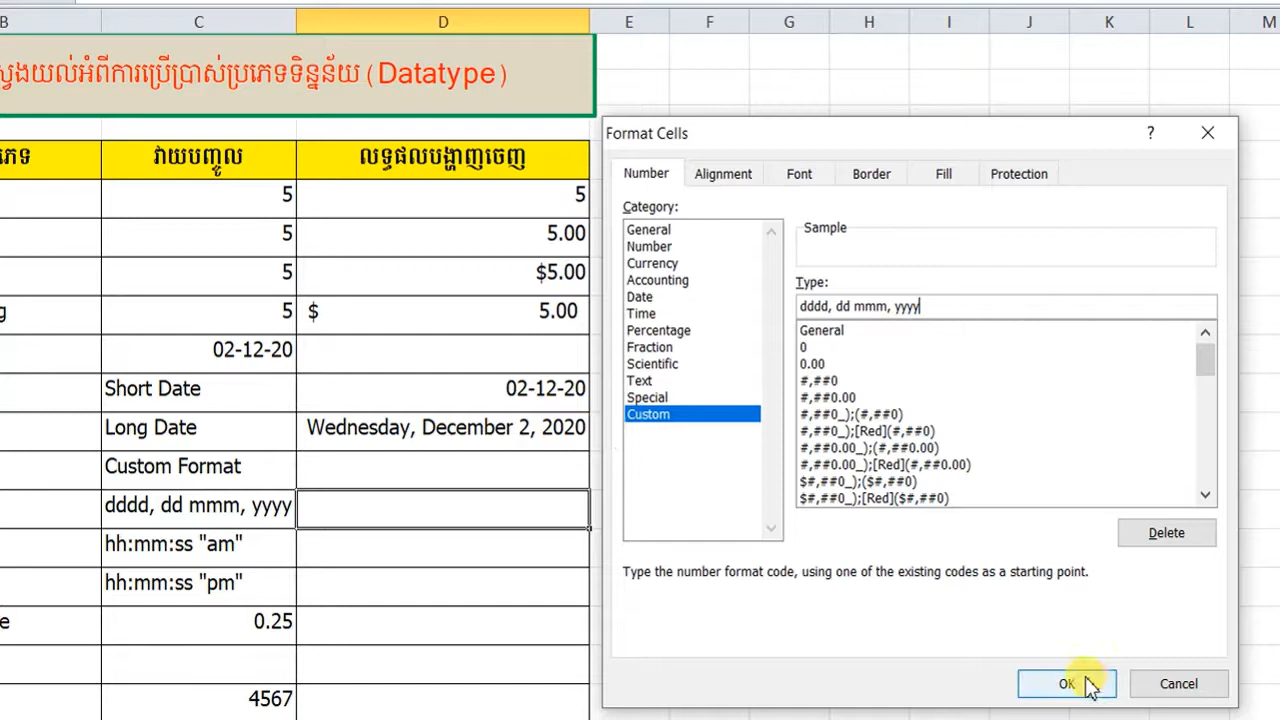 B C D E F G H I J K L M
ស្វែងយល់អំពីការប្រើប្រាស់ប្រភេទទិន្នន័យ (Datatype)
ភេទ វាយបញ្ចូល លទ្ធផលបង្ហាញចេញ
5 5
5 5.00
5 $5.00
g 5 $ 5.00
02-12-20
Short Date 02-12-20
Long Date Wednesday, December 2, 2020
Custom Format
dddd, dd mmm, yyyy
hh:mm:ss "am"
hh:mm:ss "pm"
e 0.25
4567
Format Cells ?
Number Alignment Font Border Fill Protection
Category:
General
Number
Currency
Accounting
Date
Time
Percentage
Fraction
Scientific
Text
Special
Custom
Sample
Type:
dddd, dd mmm, yyyy
General
0
0.00
#,##0
#,##0.00
#,##0_);(#,##0)
#,##0_);[Red](#,##0)
#,##0.00_);(#,##0.00)
#,##0.00_);[Red](#,##0.00)
$#,##0_);($#,##0)
$#,##0_);[Red]($#,##0)
Delete
Type the number format code, using one of the existing codes as a starting point.
OK Cancel